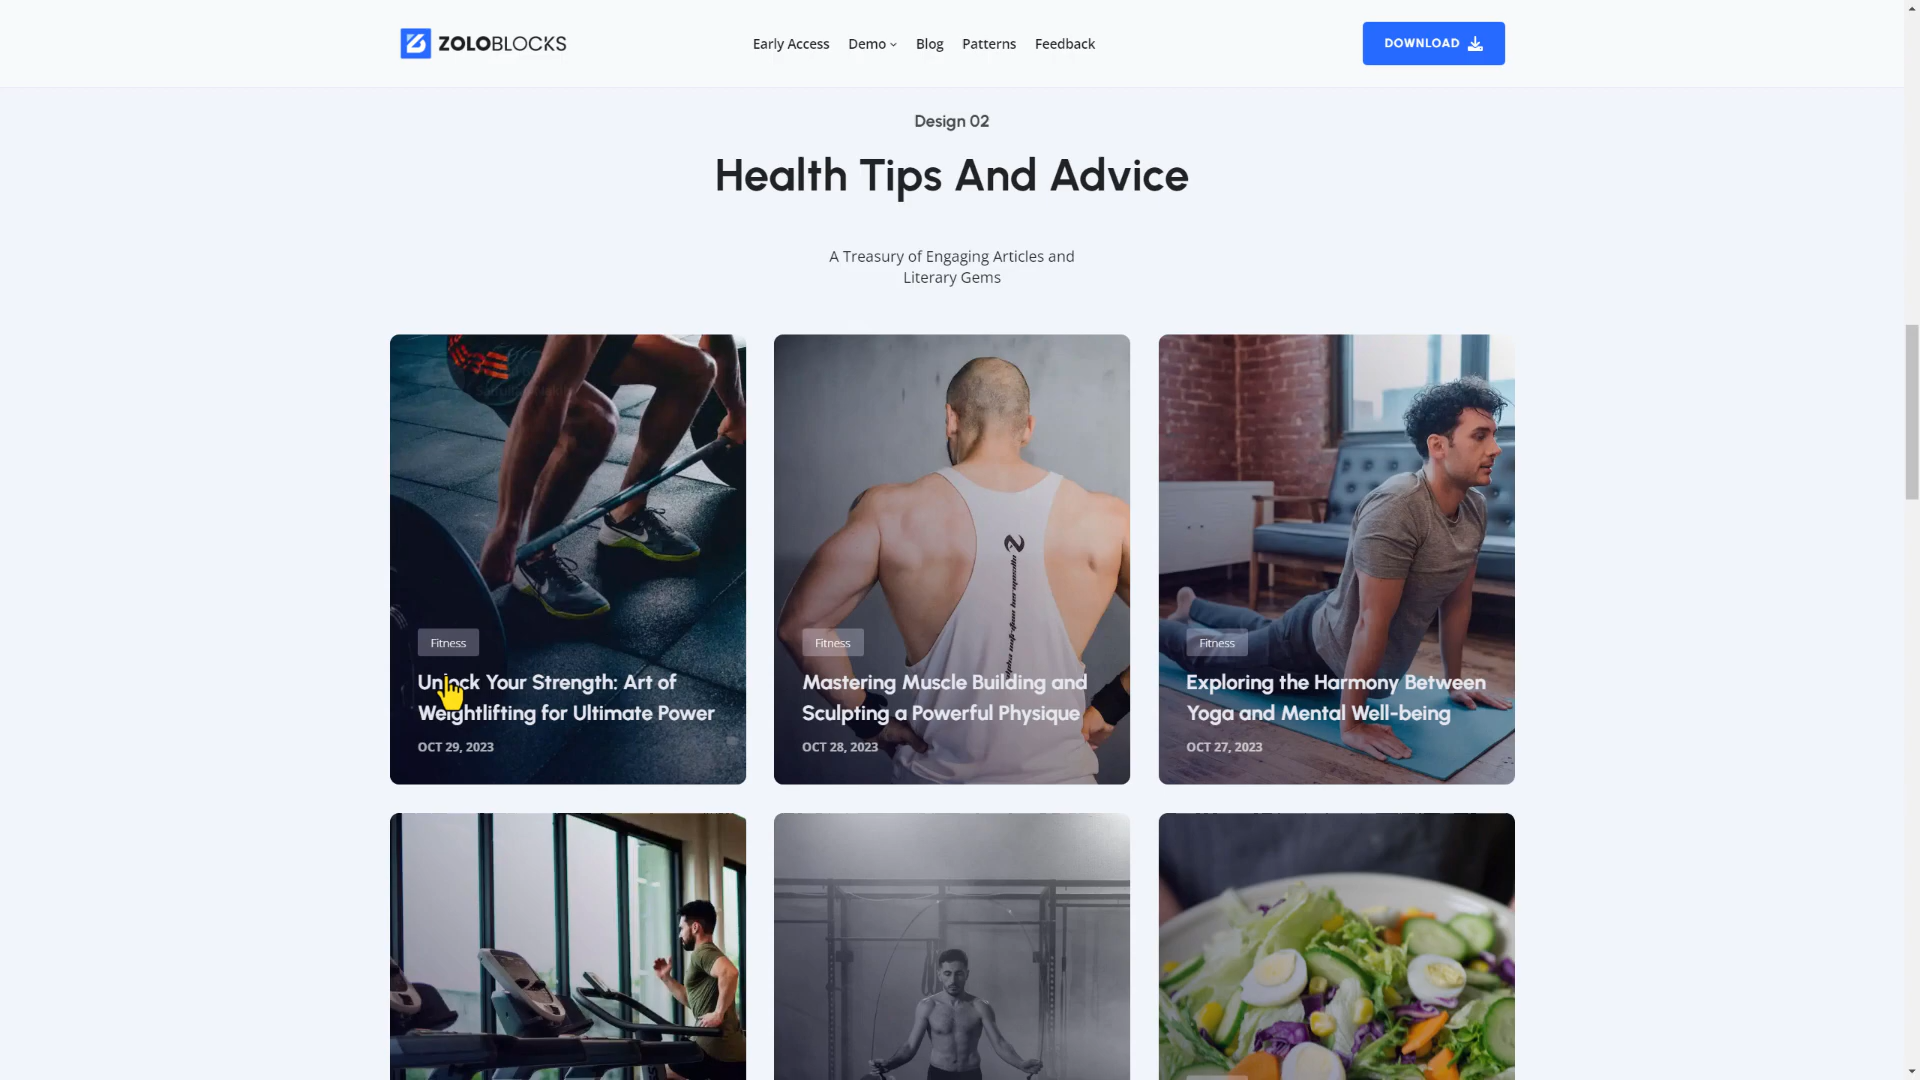 ZOLOBLOCKS
Early Access
Demo
Blog
Patterns
Feedback
DOWNLOAD
Design 02
Health Tips And Advice
A Treasury of Engaging Articles and
Literary Gems
Fitness
Unlock Your Strength: Art of
Weightlifting for Ultimate Power
OCT 29, 2023
Fitness
Mastering Muscle Building and
Sculpting a Powerful Physique
OCT 28, 2023
Fitness
Exploring the Harmony Between
Yoga and Mental Well-being
OCT 27, 2023